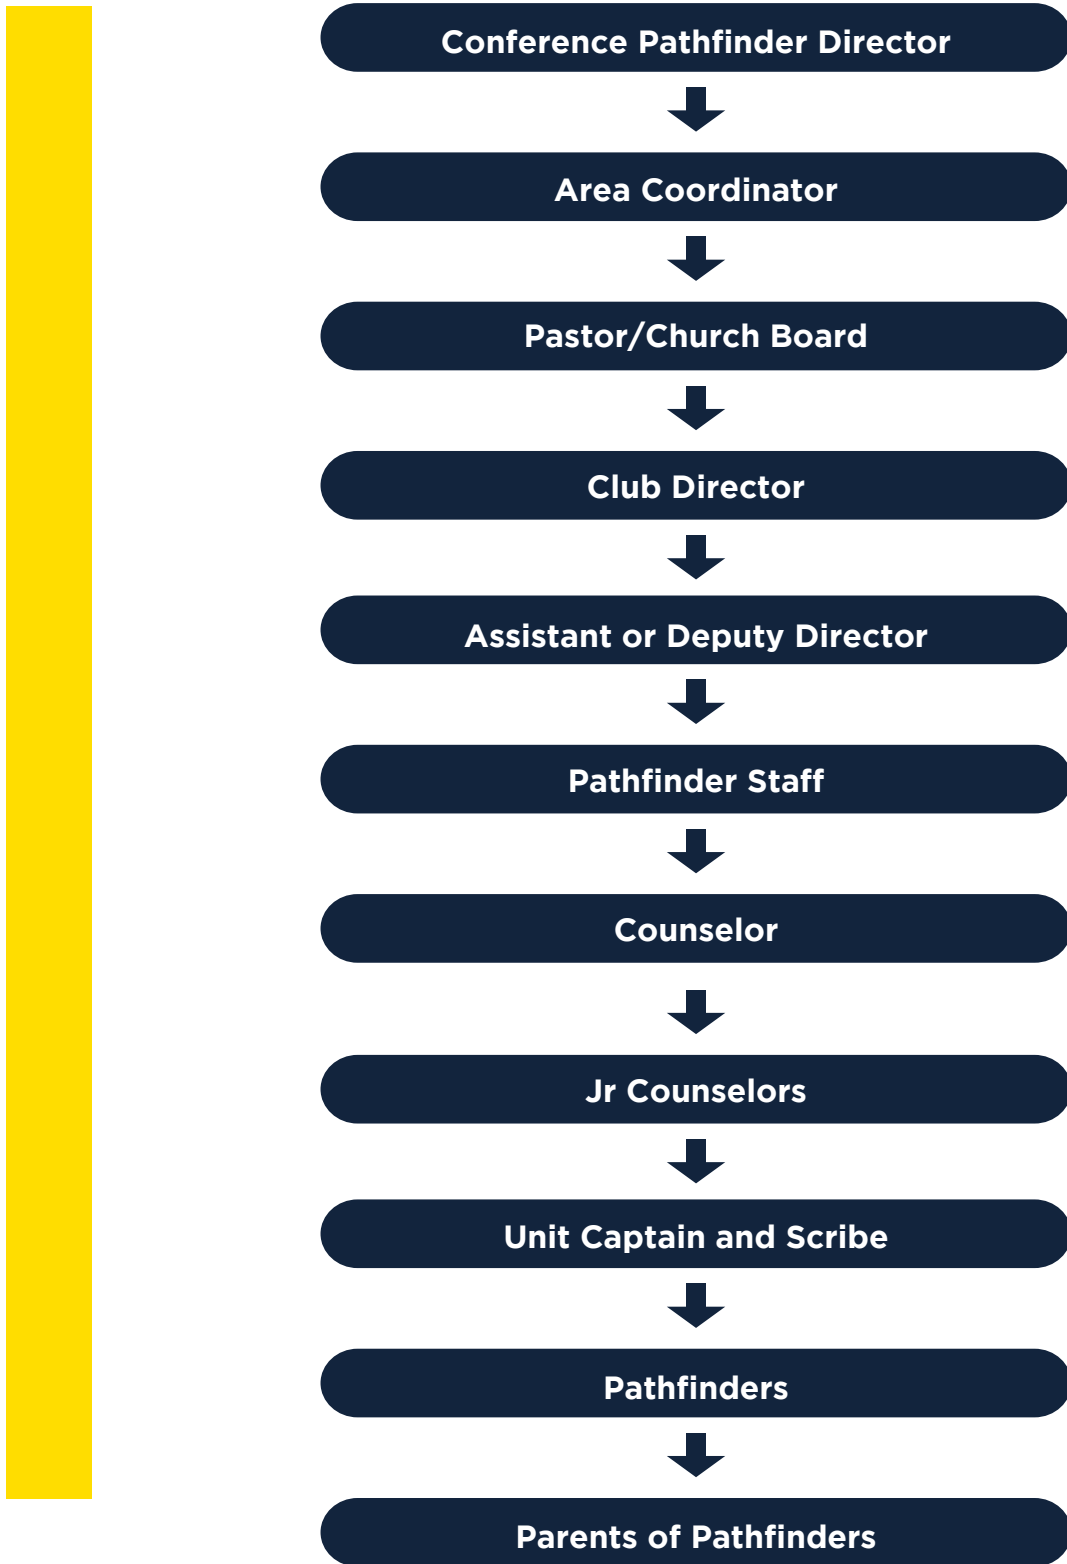 Conference Pathfinder Director
Area Coordinator
Pastor/Church Board
Club Director
Assistant or Deputy Director
Pathfinder Staff
Counselor
Jr Counselors
Unit Captain and Scribe
Pathfinders
Parents of Pathfinders